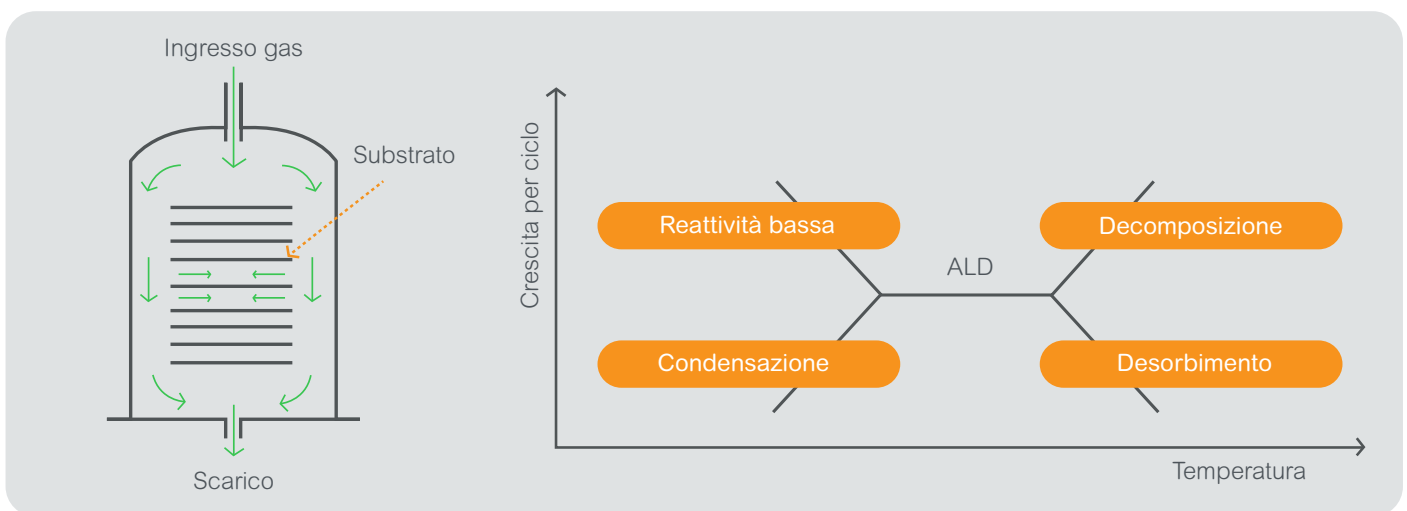 Ingresso gas
Substrato
Scarico
Crescita per ciclo
Reattività bassa
Decomposizione
ALD
Condensazione
Desorbimento
Temperatura